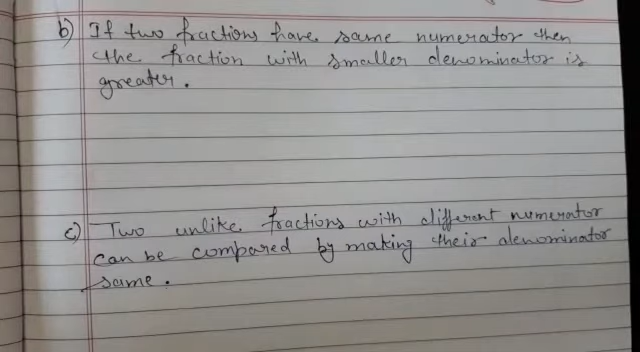 b) If two fractions have same numerator then
the fraction with smaller denominator is
greater.
c) Two unlike fractions with different numerator
can be compared by making their denominator
same.